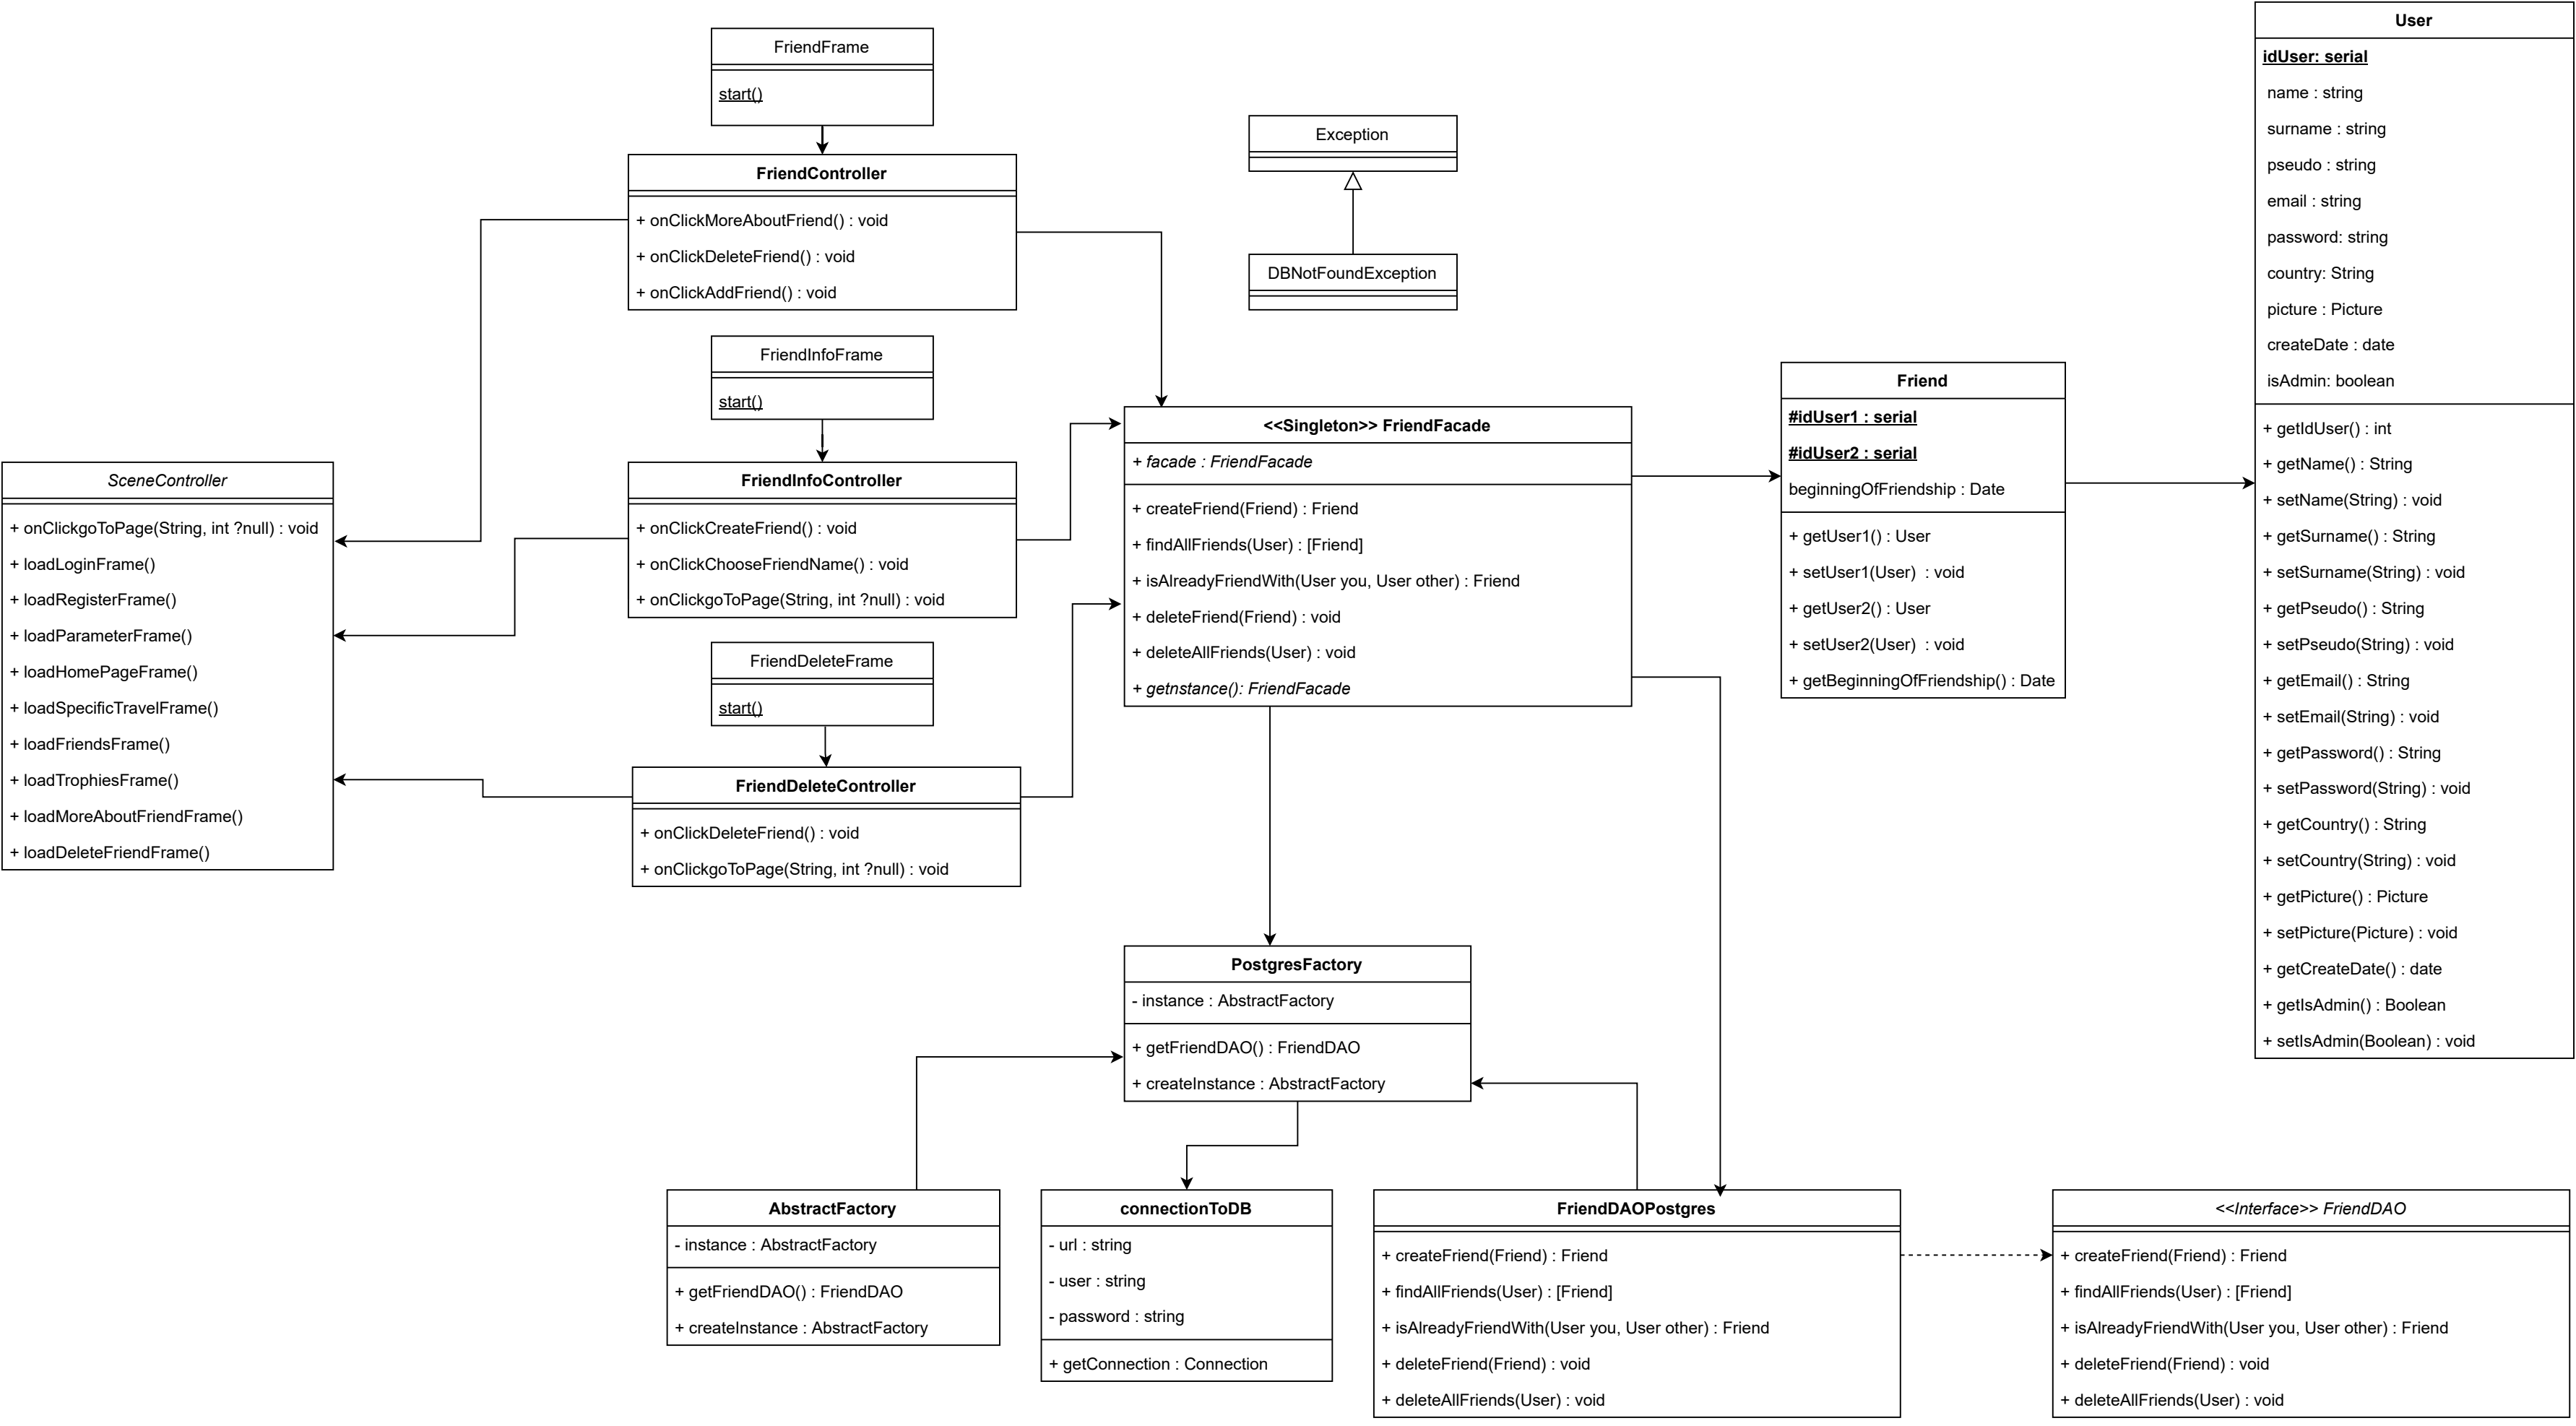 FriendFrame
start()
FriendController
+ onClickMoreAboutFriend() : void
+ onClickDeleteFriend() : void
+ onClickAddFriend() : void
FriendInfoFrame
start()
FriendInfoController
+ onClickCreateFriend() : void
+ onClickChooseFriendName() : void
+ onClickgoToPage(String, int ?null) : void
FriendDeleteFrame
start()
FriendDeleteController
+ onClickDeleteFriend() : void
+ onClickgoToPage(String, int ?null) : void
SceneController
+ onClickgoToPage(String, int ?null) : void
+ loadLoginFrame()
+ loadRegisterFrame()
+ loadParameterFrame()
+ loadHomePageFrame()
+ loadSpecificTravelFrame()
+ loadFriendsFrame()
+ loadTrophiesFrame()
+ loadMoreAboutFriendFrame()
+ loadDeleteFriendFrame()
Exception
DBNotFoundException
<<Singleton>> FriendFacade
+ facade : FriendFacade
+ createFriend(Friend) : Friend
+ findAllFriends(User) : [Friend]
+ isAlreadyFriendWith(User you, User other) : Friend
+ deleteFriend(Friend) : void
+ deleteAllFriends(User) : void
+ getnstance(): FriendFacade
Friend
#idUser1 : serial
#idUser2 : serial
beginningOfFriendship : Date
+ getUser1() : User
+ setUser1(User)  : void
+ getUser2() : User
+ setUser2(User)  : void
+ getBeginningOfFriendship() : Date
User
idUser: serial
name : string
surname : string
pseudo : string
email : string
password: string
country: String
picture : Picture
createDate : date
isAdmin: boolean
+ getIdUser() : int
+ getName() : String
+ setName(String) : void
+ getSurname() : String
+ setSurname(String) : void
+ getPseudo() : String
+ setPseudo(String) : void
+ getEmail() : String
+ setEmail(String) : void
+ getPassword() : String
+ setPassword(String) : void
+ getCountry() : String
+ setCountry(String) : void
+ getPicture() : Picture
+ setPicture(Picture) : void
+ getCreateDate() : date
+ getIsAdmin() : Boolean
+ setIsAdmin(Boolean) : void
PostgresFactory
- instance : AbstractFactory
+ getFriendDAO() : FriendDAO
+ createInstance : AbstractFactory
AbstractFactory
- instance : AbstractFactory
+ getFriendDAO() : FriendDAO
+ createInstance : AbstractFactory
connectionToDB
- url : string
- user : string
- password : string
+ getConnection : Connection
FriendDAOPostgres
+ createFriend(Friend) : Friend
+ findAllFriends(User) : [Friend]
+ isAlreadyFriendWith(User you, User other) : Friend
+ deleteFriend(Friend) : void
+ deleteAllFriends(User) : void
<<Interface>> FriendDAO
+ createFriend(Friend) : Friend
+ findAllFriends(User) : [Friend]
+ isAlreadyFriendWith(User you, User other) : Friend
+ deleteFriend(Friend) : void
+ deleteAllFriends(User) : void